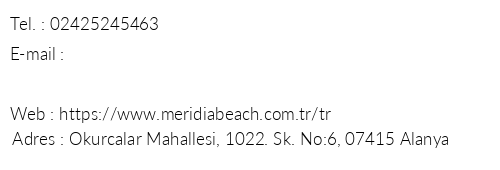 Tel. : 02425245463
E-mail :
Web : https://www.meridiabeach.com.tr/tr
Adres : Okurcalar Mahallesi, 1022. Sk. No:6, 07415 Alanya